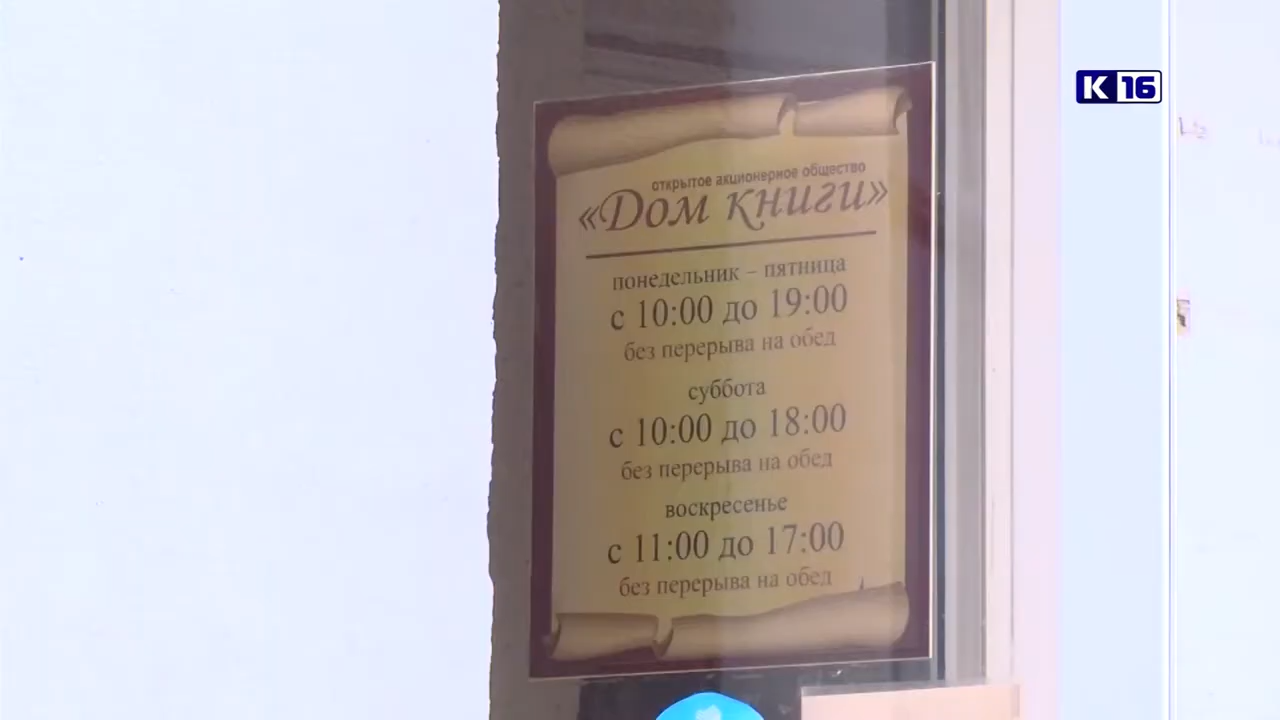 К 16
открытое акционерное общество
«Дом книги»
понедельник – пятница
с 10:00 до 19:00
без перерыва на обед
суббота
с 10:00 до 18:00
без перерыва на обед
воскресенье
с 11:00 до 17:00
без перерыва на обед